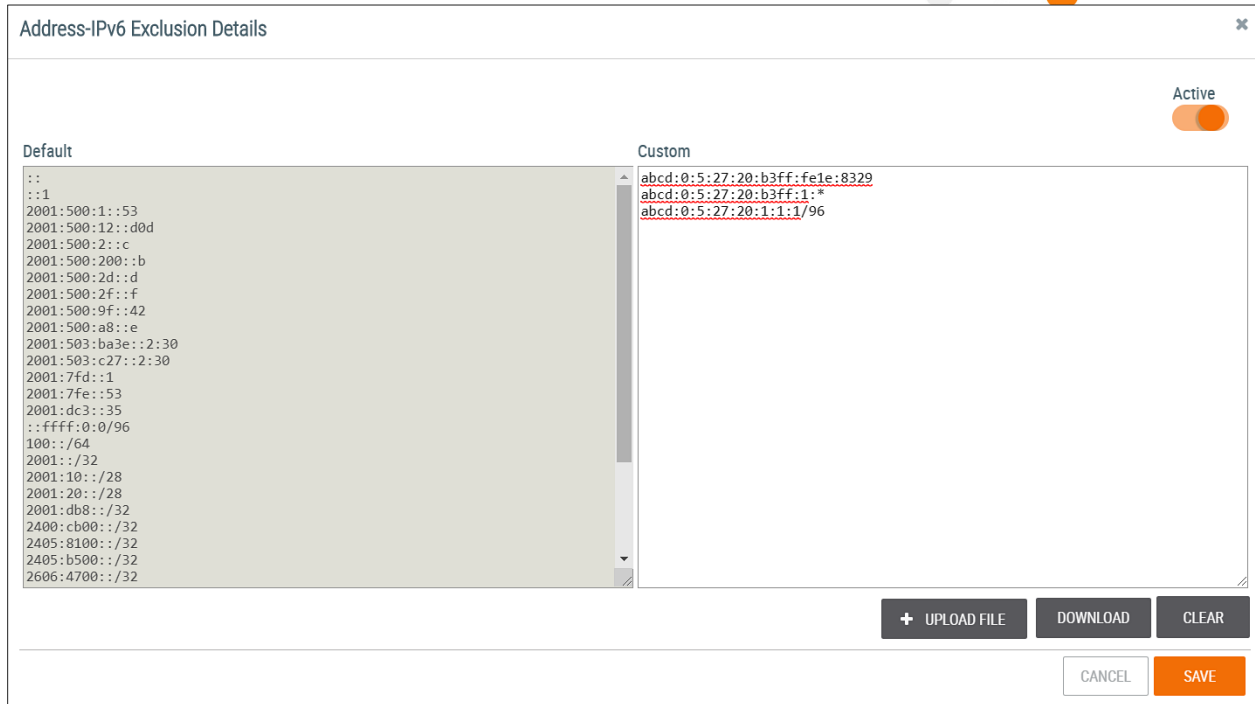 Address-IPv6 Exclusion Details
Active
Default
Custom
::
::1
2001:500:1::53
2001:500:12::d0d
2001:500:2::c
2001:500:200::b
2001:500:2d::d
2001:500:2f::f
2001:500:9f::42
2001:500:a8::e
2001:503:ba3e::2:30
2001:503:c27::2:30
2001:7fd::1
2001:7fe::53
2001:dc3::35
::ffff:0:0/96
100::/64
2001::/32
2001:10::/28
2001:20::/28
2001:db8::/32
2400:cb00::/32
2405:8100::/32
2405:b500::/32
2606:4700::/32
abcd:0:5:27:20:b3ff:fe1e:8329
abcd:0:5:27:20:b3ff:1:*
abcd:0:5:27:20:1:1:1/96
+ UPLOAD FILE
DOWNLOAD
CLEAR
CANCEL
SAVE